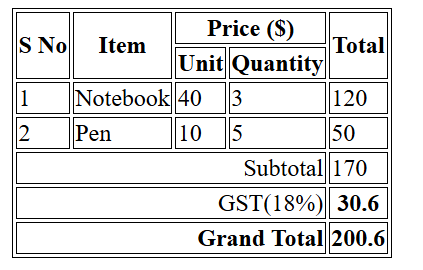 S No Item Price ($) Total
Unit Quantity
1 Notebook 40 3 120
2 Pen 10 5 50
Subtotal 170
GST(18%) 30.6
Grand Total 200.6